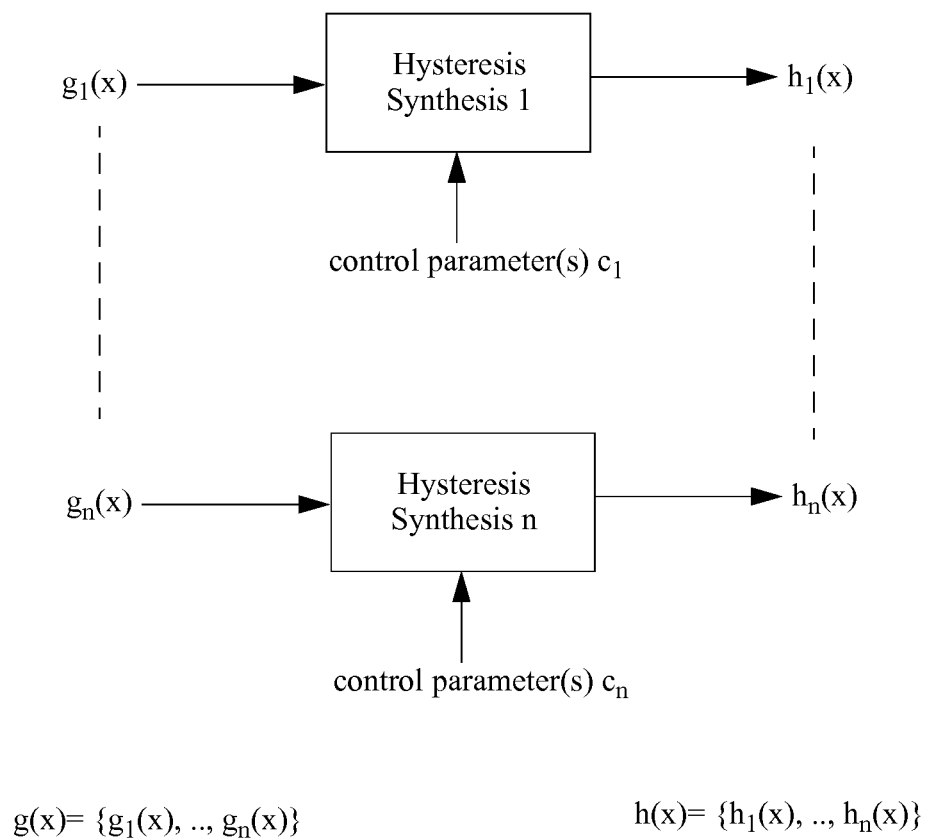 g₁(x)
Hysteresis
Synthesis 1
h₁(x)
control parameter(s) c₁
gₙ(x)
Hysteresis
Synthesis n
hₙ(x)
control parameter(s) cₙ
g(x)= {g₁(x), .., gₙ(x)}
h(x)= {h₁(x), .., hₙ(x)}